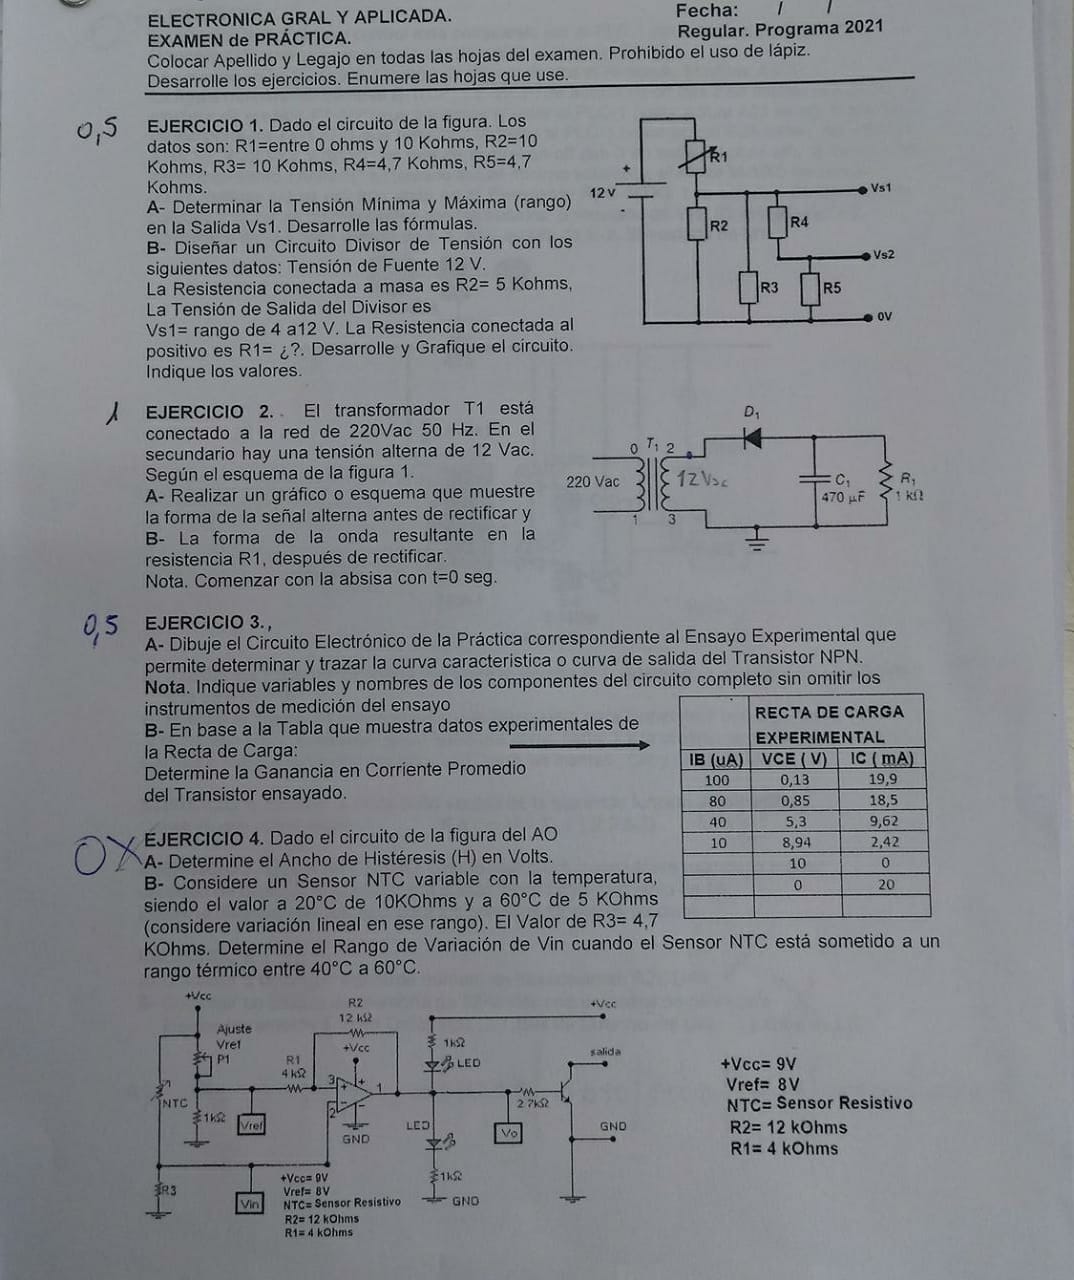 ELECTRONICA GRAL Y APLICADA.
Fecha: / /
EXAMEN de PRÁCTICA.
Regular. Programa 2021
Colocar Apellido y Legajo en todas las hojas del examen. Prohibido el uso de lápiz.
Desarrolle los ejercicios. Enumere las hojas que use.
0,5
EJERCICIO 1. Dado el circuito de la figura. Los
datos son: R1=entre 0 ohms y 10 Kohms, R2=10
Kohms, R3= 10 Kohms, R4=4,7 Kohms, R5=4,7
Kohms.
A- Determinar la Tensión Mínima y Máxima (rango)
en la Salida Vs1. Desarrolle las fórmulas.
B- Diseñar un Circuito Divisor de Tensión con los
siguientes datos: Tensión de Fuente 12 V.
La Resistencia conectada a masa es R2= 5 Kohms,
La Tensión de Salida del Divisor es
Vs1= rango de 4 a12 V. La Resistencia conectada al
positivo es R1= ¿?. Desarrolle y Grafique el circuito.
Indique los valores.
R1
+
12 v
-
Vs1
R2
R4
Vs2
R3
R5
0V
1
EJERCICIO 2. . El transformador T1 está
conectado a la red de 220Vac 50 Hz. En el
secundario hay una tensión alterna de 12 Vac.
Según el esquema de la figura 1.
A- Realizar un gráfico o esquema que muestre
la forma de la señal alterna antes de rectificar y
B- La forma de la onda resultante en la
resistencia R1, después de rectificar.
Nota. Comenzar con la absisa con t=0 seg.
D1
0 T1 2
220 Vac
C1
470 µF
R1
1 kΩ
1 3
0,5
EJERCICIO 3.,
A- Dibuje el Circuito Electrónico de la Práctica correspondiente al Ensayo Experimental que
permite determinar y trazar la curva caracteristica o curva de salida del Transistor NPN.
Nota. Indique variables y nombres de los componentes del circuito completo sin omitir los
instrumentos de medición del ensayo
B- En base a la Tabla que muestra datos experimentales de
la Recta de Carga:
Determine la Ganancia en Corriente Promedio
del Transistor ensayado.
RECTA DE CARGA
EXPERIMENTAL
IB (uA) VCE ( V) IC ( mA)
100 0,13 19,9
80 0,85 18,5
40 5,3 9,62
10 8,94 2,42
10 0
0 20
0X
EJERCICIO 4. Dado el circuito de la figura del AO
A- Determine el Ancho de Histéresis (H) en Volts.
B- Considere un Sensor NTC variable con la temperatura,
siendo el valor a 20°C de 10KOhms y a 60°C de 5 KOhms
(considere variación lineal en ese rango). El Valor de R3= 4,7
KOhms. Determine el Rango de Variación de Vin cuando el Sensor NTC está sometido a un
rango térmico entre 40°C a 60°C.
+Vcc
Ajuste
Vref
P1
NTC
1kΩ
Vref
R1
4 kΩ
R2
12 kΩ
+Vcc
3
+
+
1
2
-
-
GND
+Vcc
1kΩ
LED
salida
2.7kΩ
LED
Vo
GND
1kΩ
GND
R3
Vin
+Vcc= 9V
Vref= 8V
NTC= Sensor Resistivo
R2= 12 kOhms
R1= 4 kOhms
+Vcc= 9V
Vref= 8V
NTC= Sensor Resistivo
R2= 12 kOhms
R1= 4 kOhms